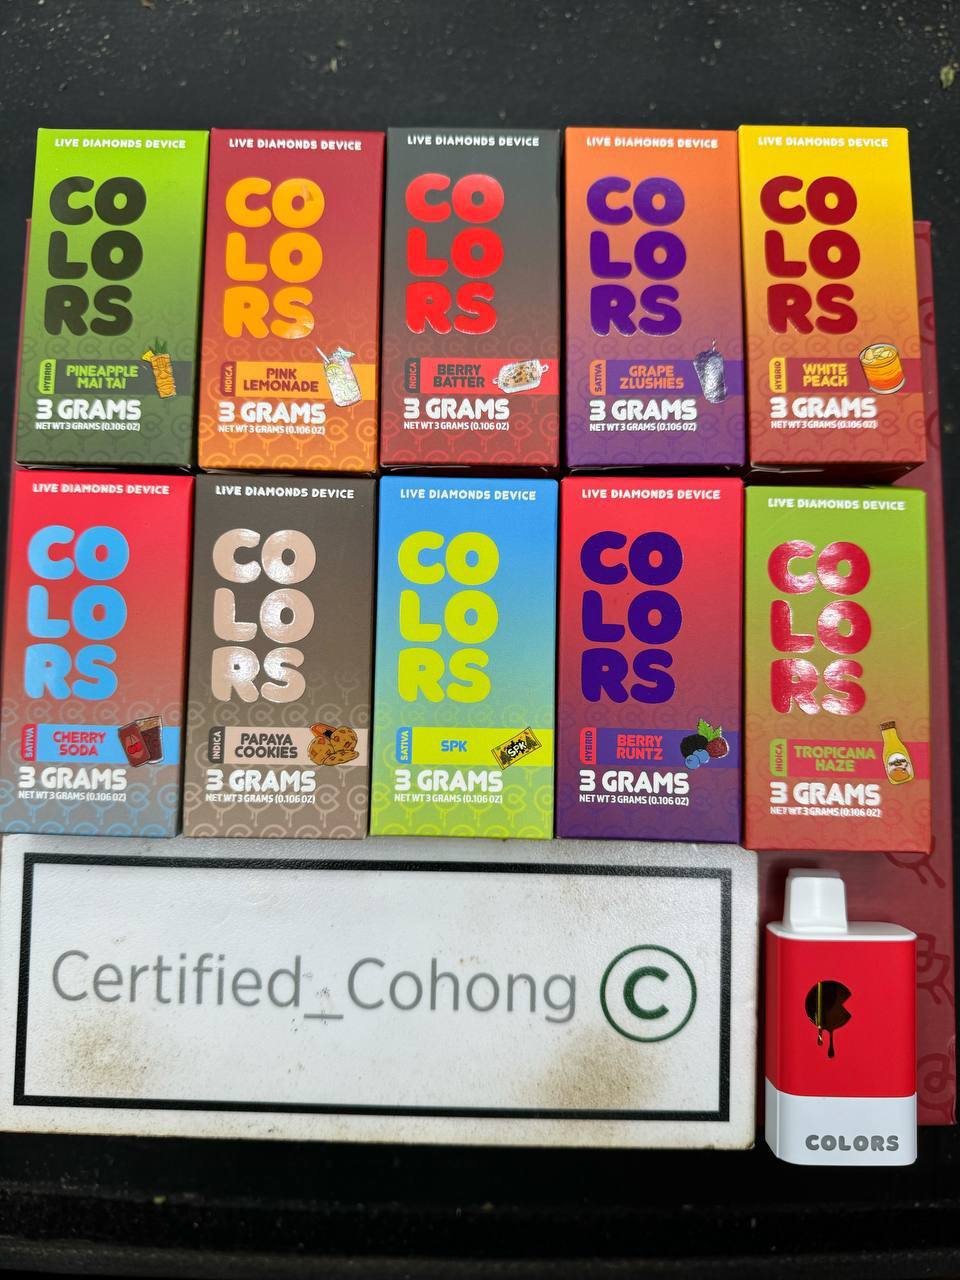 LIVE DIAMONDS DEVICE
CO
LO
RS
HYBRID
PINEAPPLE
MAI TAI
3 GRAMS
NET WT 3 GRAMS (0.106 OZ)
LIVE DIAMONDS DEVICE
CO
LO
RS
INDICA
PINK
LEMONADE
3 GRAMS
NET WT 3 GRAMS (0.106 OZ)
LIVE DIAMONDS DEVICE
CO
LO
RS
INDICA
BERRY
BATTER
3 GRAMS
NET WT 3 GRAMS (0.106 OZ)
LIVE DIAMONDS DEVICE
CO
LO
RS
SATIVA
GRAPE
ZLUSHIES
3 GRAMS
NET WT 3 GRAMS (0.106 OZ)
LIVE DIAMONDS DEVICE
CO
LO
RS
HYBRID
WHITE
PEACH
3 GRAMS
NET WT 3 GRAMS (0.106 OZ)
LIVE DIAMONDS DEVICE
CO
LO
RS
SATIVA
CHERRY
SODA
3 GRAMS
NET WT 3 GRAMS (0.106 OZ)
LIVE DIAMONDS DEVICE
CO
LO
RS
INDICA
PAPAYA
COOKIES
3 GRAMS
NET WT 3 GRAMS (0.106 OZ)
LIVE DIAMONDS DEVICE
CO
LO
RS
SATIVA
SPK
SPK
3 GRAMS
NET WT 3 GRAMS (0.106 OZ)
LIVE DIAMONDS DEVICE
CO
LO
RS
HYBRID
BERRY
RUNTZ
3 GRAMS
NET WT 3 GRAMS (0.106 OZ)
LIVE DIAMONDS DEVICE
CO
LO
RS
INDICA
TROPICANA
HAZE
3 GRAMS
NET WT 3 GRAMS (0.106 OZ)
Certified_Cohong ©
COLORS